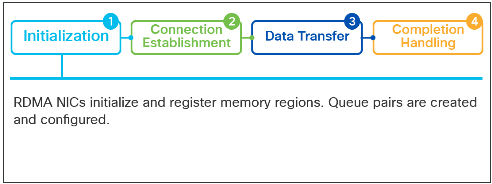 1
Initialization
2
Connection
Establishment
3
Data Transfer
4
Completion
Handling
RDMA NICs initialize and register memory regions. Queue pairs are created
and configured.